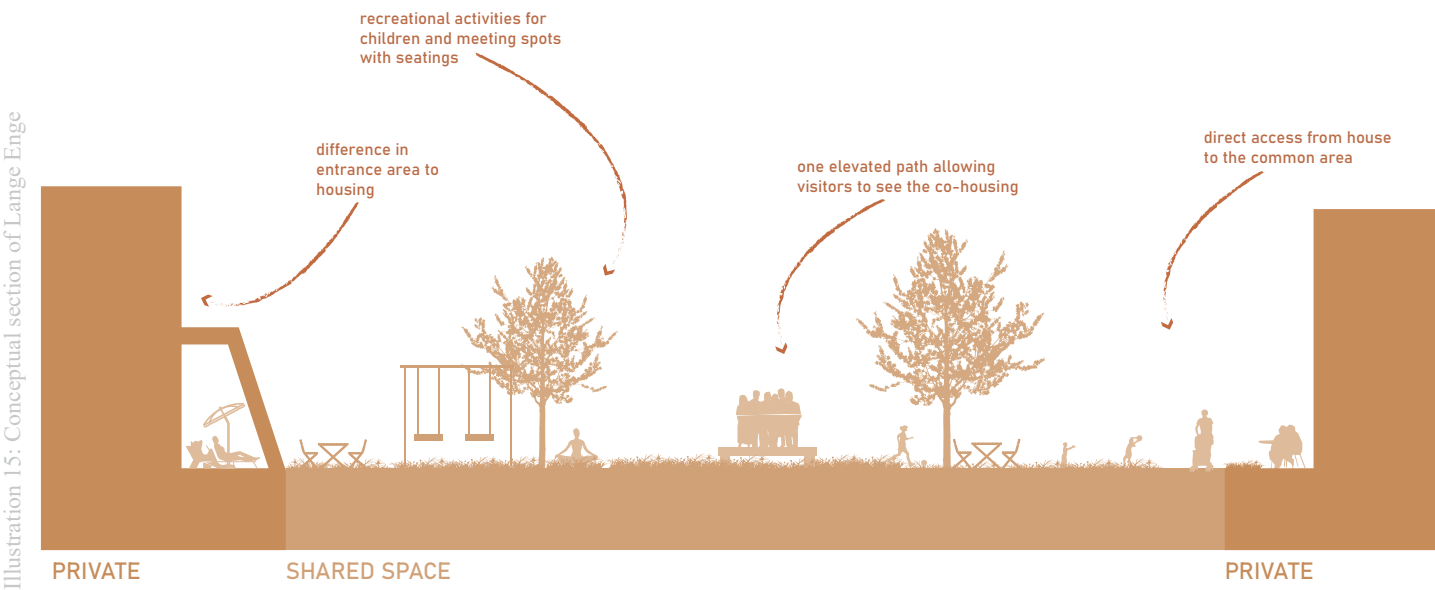 recreational activities for
children and meeting spots
with seatings
difference in
entrance area to
housing
one elevated path allowing
visitors to see the co-housing
direct access from house
to the common area
PRIVATE
SHARED SPACE
PRIVATE
Illustration 15: Conceptual section of Lange Enge